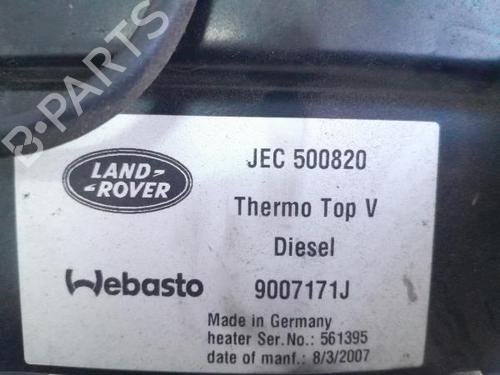 B-PARTS
LAND-
-ROVER
JEC 500820
Thermo Top V
Diesel
Webasto
9007171J
Made in Germany
heater Ser.No.: 561395
date of manf.: 8/3/2007